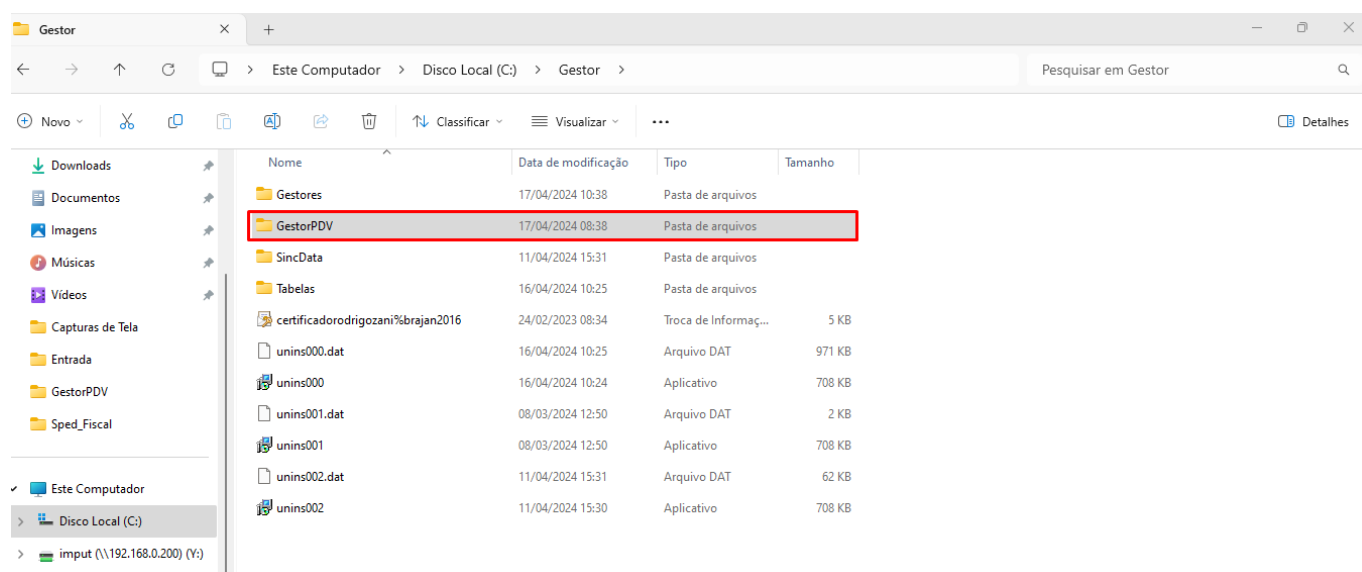 Gestor
Este Computador > Disco Local (C:) > Gestor >
Pesquisar em Gestor
Novo
Classificar
Visualizar
Detalhes
Downloads
Documentos
Imagens
Músicas
Vídeos
Capturas de Tela
Entrada
GestorPDV
Sped_Fiscal
Este Computador
Disco Local (C:)
imput (\\192.168.0.200) (Y:)
Nome Data de modificação Tipo Tamanho
Gestores 17/04/2024 10:38 Pasta de arquivos
GestorPDV 17/04/2024 08:38 Pasta de arquivos
SincData 11/04/2024 15:31 Pasta de arquivos
Tabelas 16/04/2024 10:25 Pasta de arquivos
certificadorodrigozani%brajan2016 24/02/2023 08:34 Troca de Informaç... 5 KB
unins000.dat 16/04/2024 10:25 Arquivo DAT 971 KB
unins000 16/04/2024 10:24 Aplicativo 708 KB
unins001.dat 08/03/2024 12:50 Arquivo DAT 2 KB
unins001 08/03/2024 12:50 Aplicativo 708 KB
unins002.dat 11/04/2024 15:31 Arquivo DAT 62 KB
unins002 11/04/2024 15:30 Aplicativo 708 KB